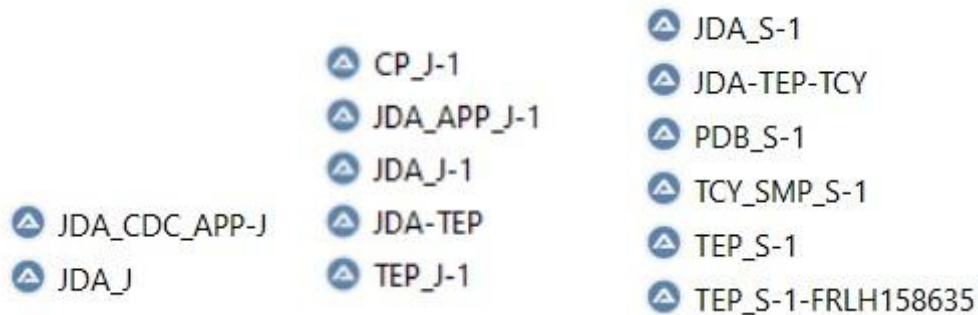 JDA_CDC_APP-J
JDA_J
CP_J-1
JDA_APP_J-1
JDA_J-1
JDA-TEP
TEP_J-1
JDA_S-1
JDA-TEP-TCY
PDB_S-1
TCY_SMP_S-1
TEP_S-1
TEP_S-1-FRLH158635